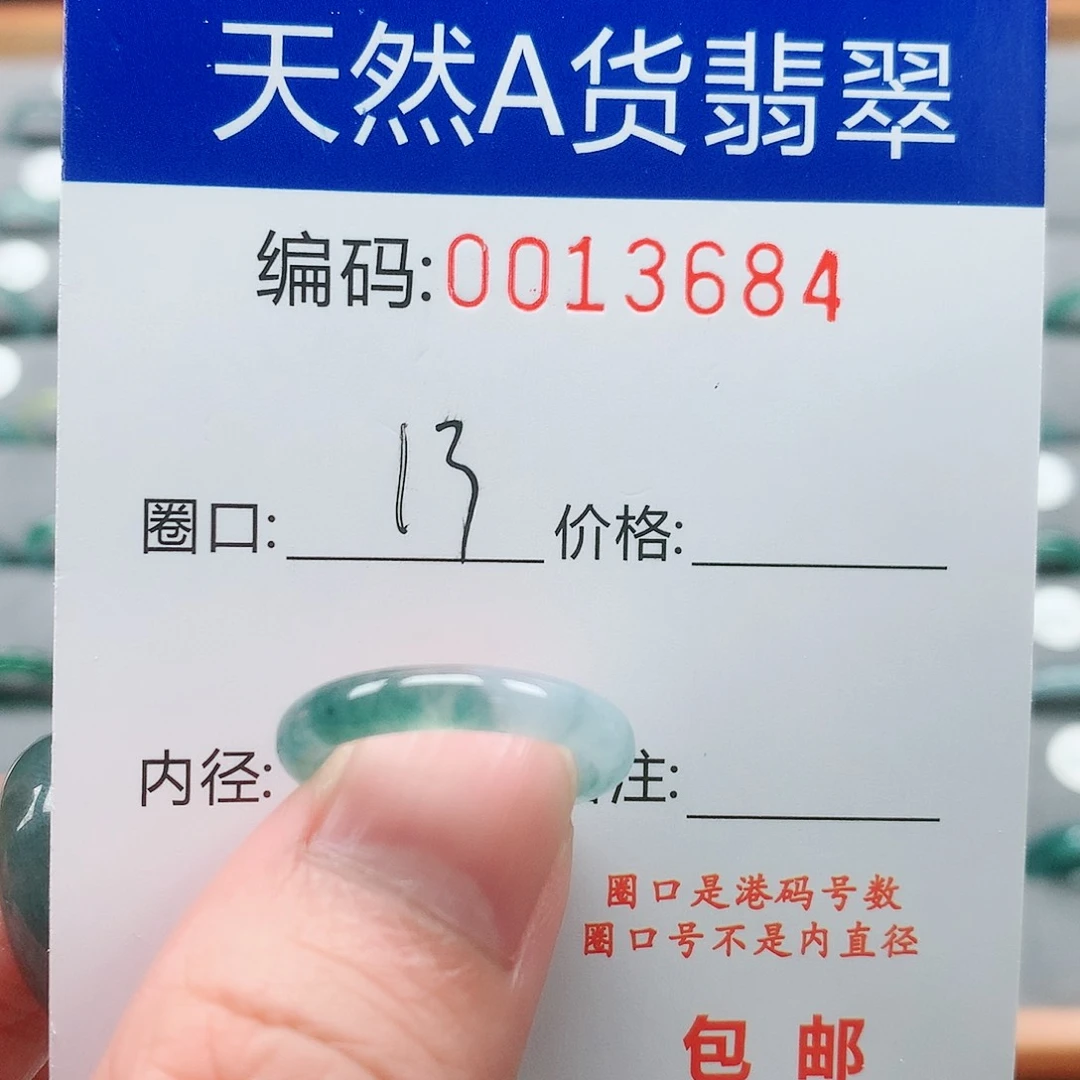 天然A货翡翠
编码:0013684
圈口: 13 价格:
内径: 注:
圈口是港码号数
圈口号不是内直径
包邮